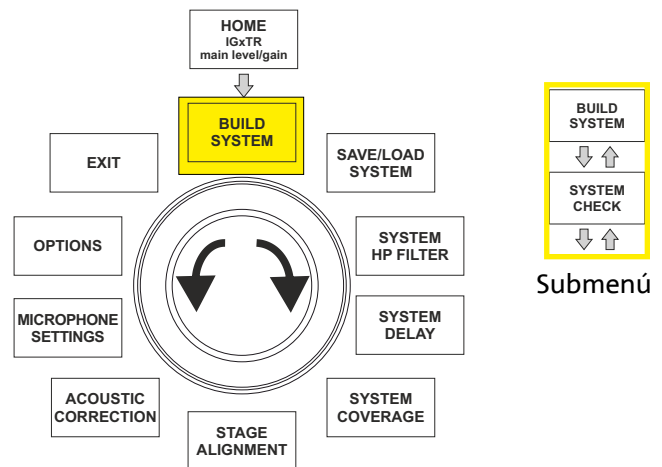 HOME
IGxTR
main level/gain
BUILD
SYSTEM
EXIT
SAVE/LOAD
SYSTEM
OPTIONS
SYSTEM
HP FILTER
MICROPHONE
SETTINGS
SYSTEM
DELAY
ACOUSTIC
CORRECTION
SYSTEM
COVERAGE
STAGE
ALIGNMENT
BUILD
SYSTEM
SYSTEM
CHECK
Submenú